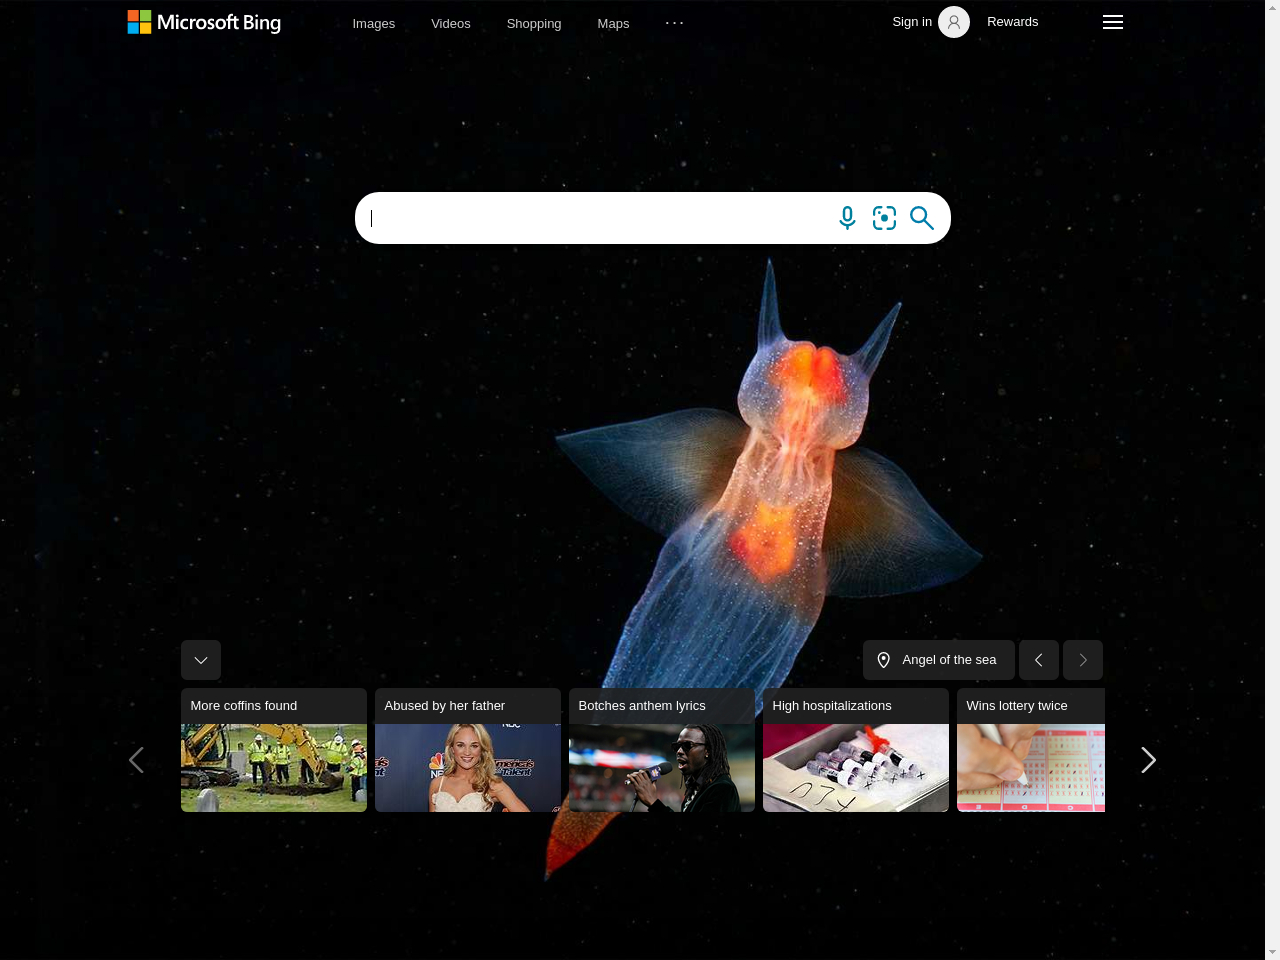 Microsoft Bing
Images
Videos
Shopping
Maps
Sign in
Rewards
Angel of the sea
More coffins found
Abused by her father
Botches anthem lyrics
High hospitalizations
Wins lottery twice